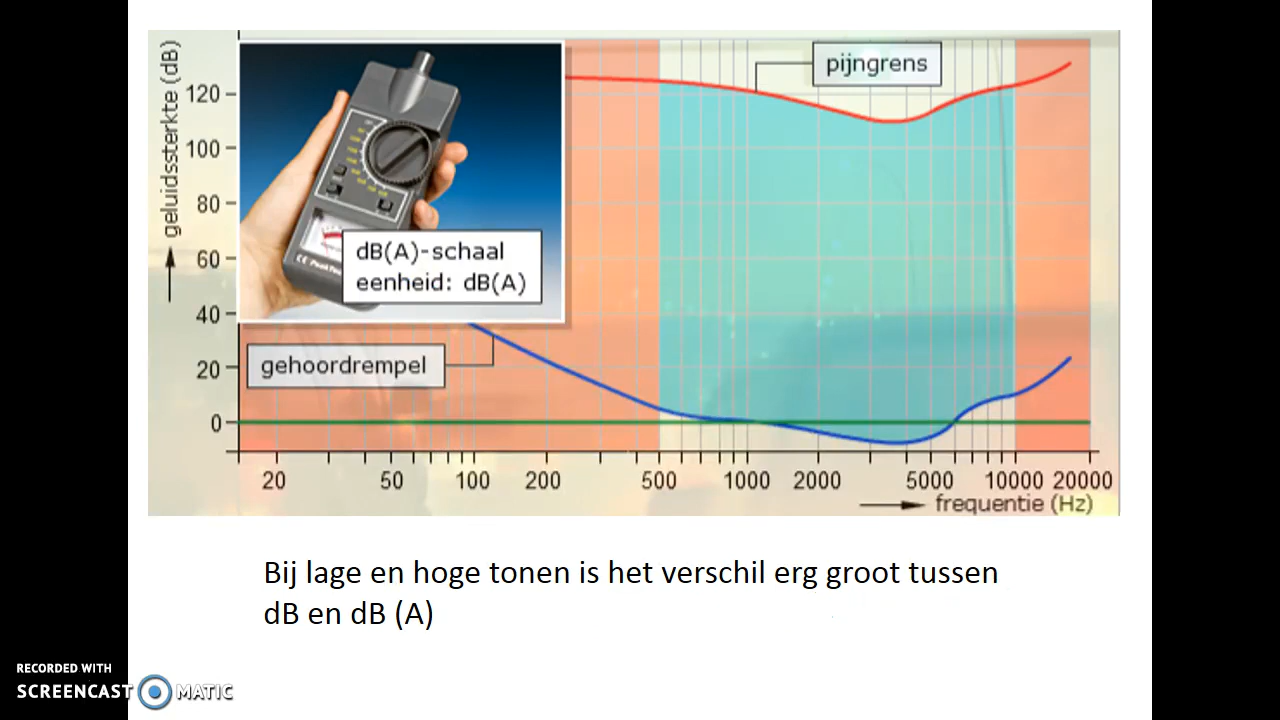 geluidssterkte (dB)
120
100
80
60
40
20
0
pijngrens
dB(A)-schaal
eenheid: dB(A)
gehoordrempel
20 50 100 200 500 1000 2000 5000 10000 20000
frequentie (Hz)
Bij lage en hoge tonen is het verschil erg groot tussen
dB en dB (A)
RECORDED WITH
SCREENCAST MATIC